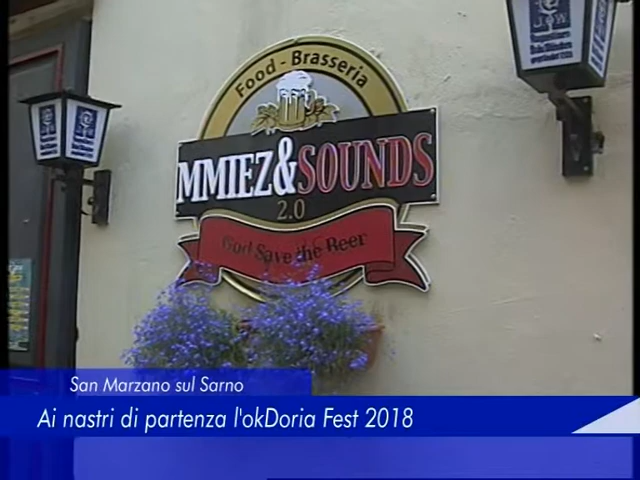 Food - Brasseria
MMIEZ&SOUNDS
2.0
God Save the Beer
San Marzano sul Sarno
Ai nastri di partenza l'okDoria Fest 2018